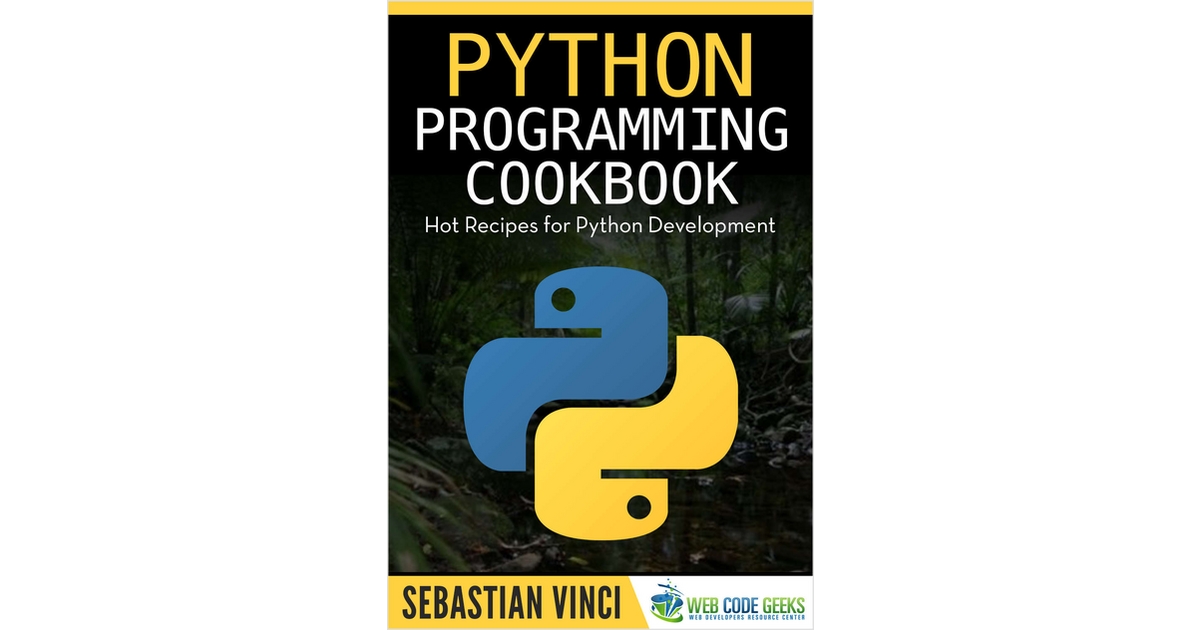 PYTHON
PROGRAMMING
COOKBOOK
Hot Recipes for Python Development
SEBASTIAN VINCI
WEB CODE GEEKS
WEB DEVELOPERS RESOURCE CENTER